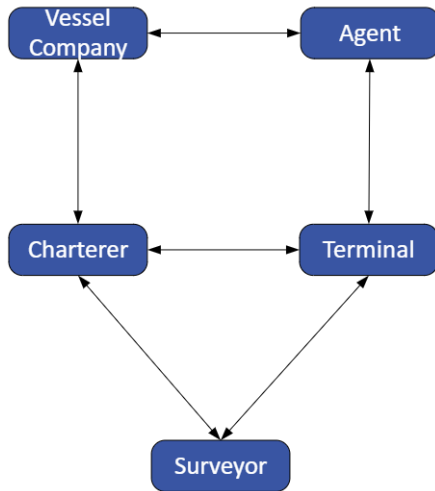 Vessel
Company
Agent
Charterer
Terminal
Surveyor